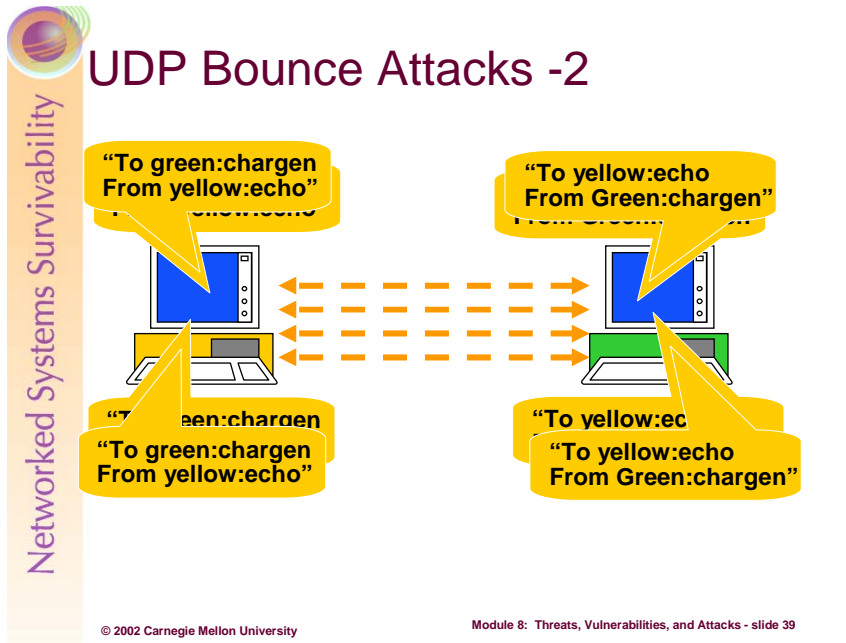 UDP Bounce Attacks -2
Networked Systems Survivability
“To green:chargen
From yellow:echo”
“To yellow:echo
From Green:chargen”
“To green:chargen
From yellow:echo”
“To yellow:echo
From Green:chargen”
© 2002 Carnegie Mellon University
Module 8: Threats, Vulnerabilities, and Attacks - slide 39